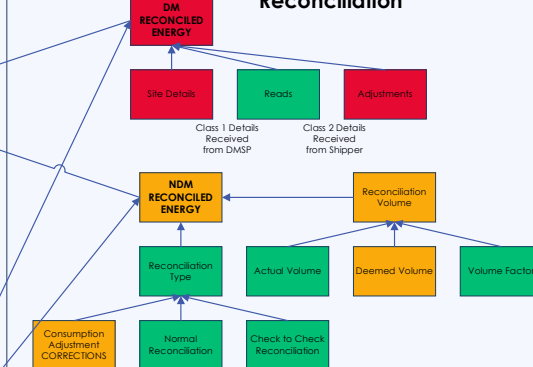 Reconciliation
DM
RECONCILED
ENERGY
Site Details
Reads
Adjustments
Class 1 Details
Received
from DMSP
Class 2 Details
Received
from Shipper
NDM
RECONCILED
ENERGY
Reconciliation
Volume
Reconciliation
Type
Actual Volume
Deemed Volume
Volume Factor
Consumption
Adjustment
CORRECTIONS
Normal
Reconciliation
Check to Check
Reconciliation